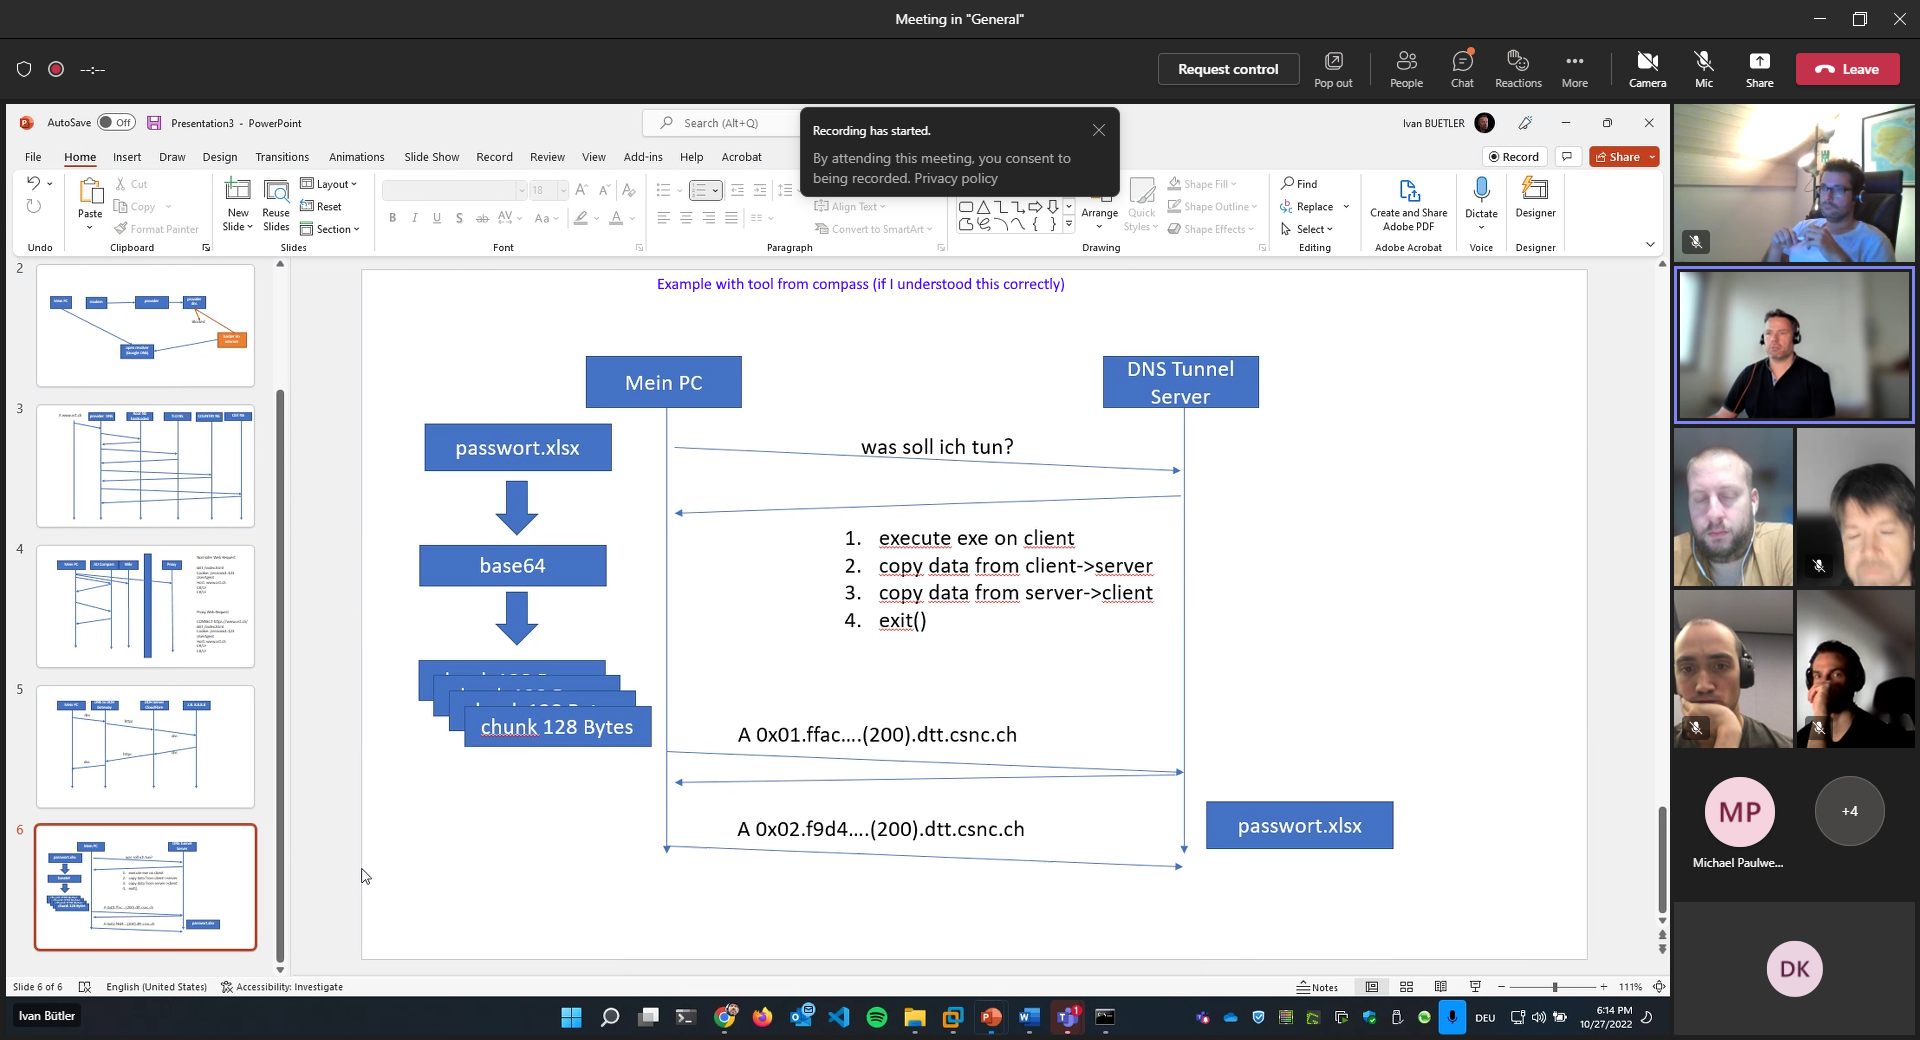 Meeting in "General"
--:--
Request control
Pop out
People
Chat
Reactions
More
Camera
Mic
Share
Leave
AutoSave
Off
Presentation3 - PowerPoint
Search (Alt+Q)
Ivan BUETLER
Recording has started.
By attending this meeting, you consent to
being recorded. Privacy policy
File
Home
Insert
Draw
Design
Transitions
Animations
Slide Show
Record
Review
View
Add-ins
Help
Acrobat
Record
Share
Undo
Paste
Cut
Copy
Format Painter
Clipboard
New
Slide
Reuse
Slides
Layout
Reset
Section
Slides
18
Font
Paragraph
Align Text
Convert to SmartArt
Arrange
Quick
Styles
Shape Fill
Shape Outline
Shape Effects
Drawing
Find
Replace
Select
Editing
Create and Share
Adobe PDF
Adobe Acrobat
Dictate
Voice
Designer
Designer
2
3
4
5
6
Example with tool from compass (if I understood this correctly)
Mein PC
DNS Tunnel
Server
passwort.xlsx
was soll ich tun?
base64
1. execute exe on client
2. copy data from client->server
3. copy data from server->client
4. exit()
chunk 128 Bytes
A 0x01.ffac....(200).dtt.csnc.ch
A 0x02.f9d4....(200).dtt.csnc.ch
passwort.xlsx
Slide 6 of 6
English (United States)
Accessibility: Investigate
Notes
111%
Ivan Bütler
DEU
6:14 PM
10/27/2022
MP
+4
Michael Paulwe...
DK